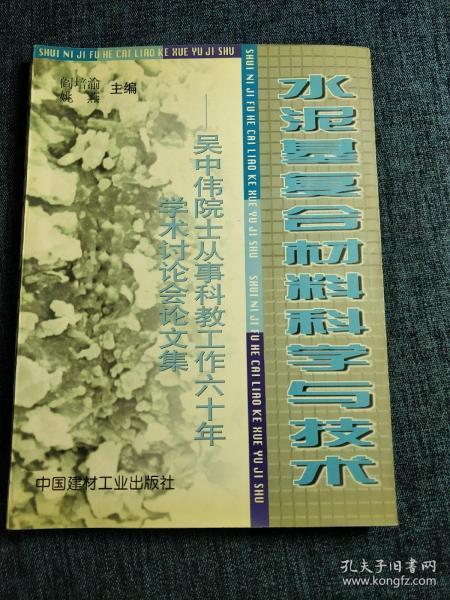 SHUI NI JI FU HE CAI LIAO KE XUE YU JI SHU
阎培渝
姚 燕
主编
水泥基复合材料科学与技术
SHUI NI JI FU HE CAI LIAO KE XUE YU JI SHU SHUI NI JI FU HE CAI LIAO KE XUE YU JI SHU
——吴中伟院士从事科教工作六十年
学术讨论会论文集
中国建材工业出版社
孔夫子旧书网
www.kongfz.com